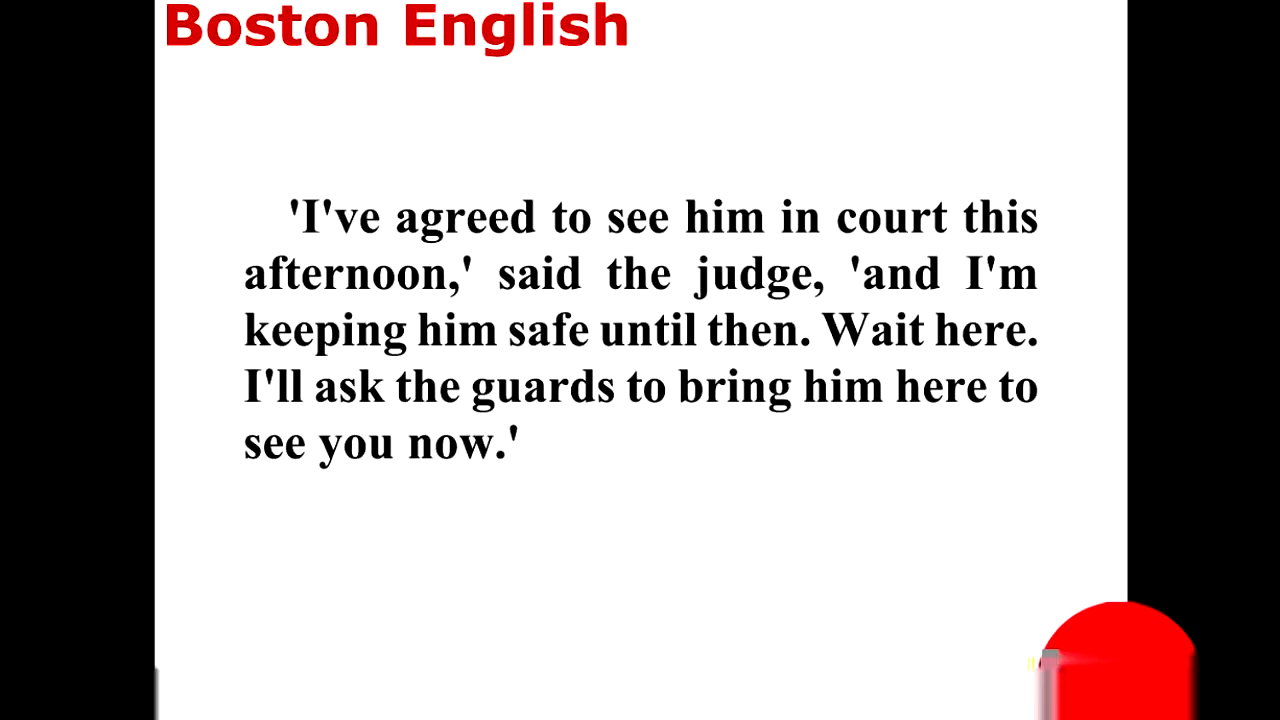 Boston English
'I've agreed to see him in court this
afternoon,' said the judge, 'and I'm
keeping him safe until then. Wait here.
I'll ask the guards to bring him here to
see you now.'